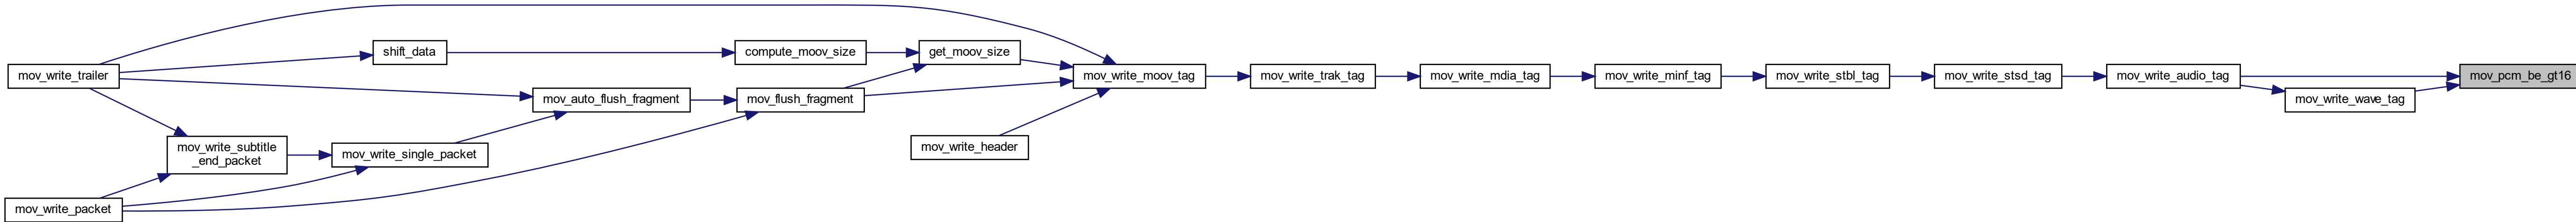 shift_data
compute_moov_size
get_moov_size
mov_write_trailer
mov_write_moov_tag
mov_write_trak_tag
mov_write_mdia_tag
mov_write_minf_tag
mov_write_stbl_tag
mov_write_stsd_tag
mov_write_audio_tag
mov_pcm_be_gt16
mov_auto_flush_fragment
mov_flush_fragment
mov_write_wave_tag
mov_write_subtitle
_end_packet
mov_write_single_packet
mov_write_header
mov_write_packet